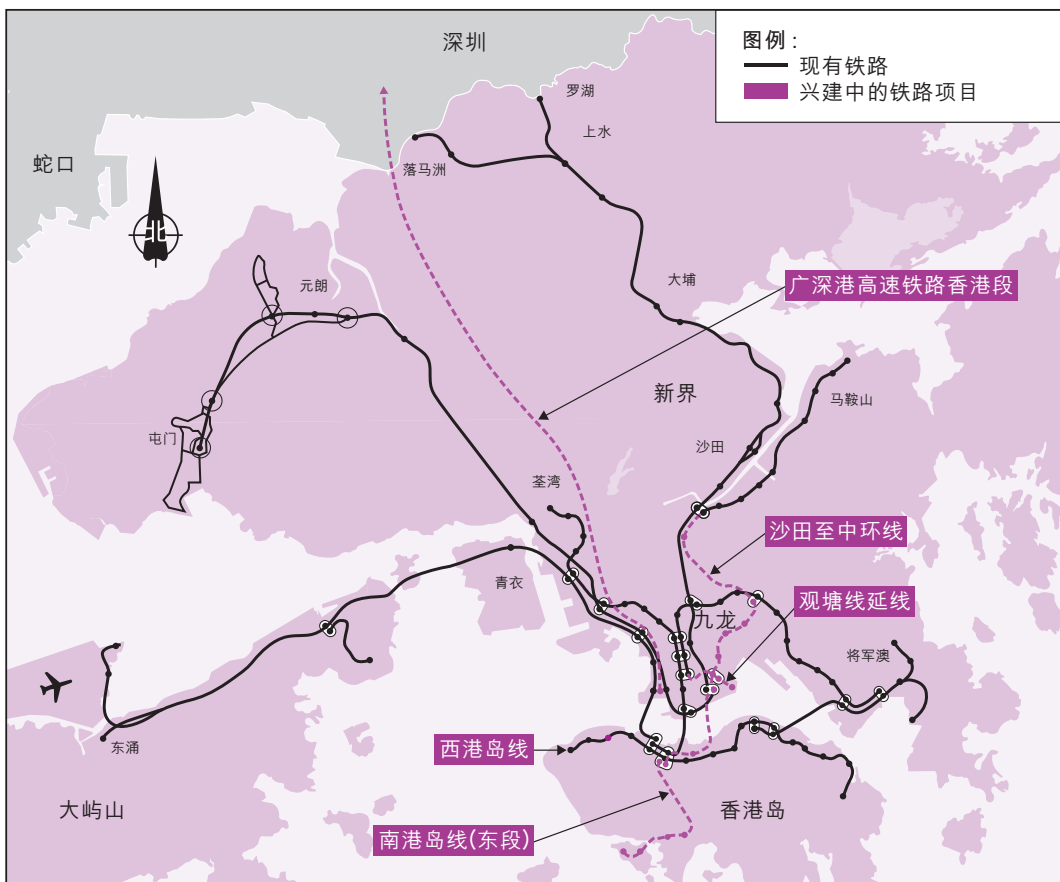 深圳
图例:
现有铁路
兴建中的铁路项目
罗湖
上水
蛇口
落马洲
北
元朗
大埔
广深港高速铁路香港段
新界
马鞍山
屯门
沙田
荃湾
沙田至中环线
青衣
观塘线延线
九龙
将军澳
东涌
西港岛线
大屿山
香港岛
南港岛线(东段)